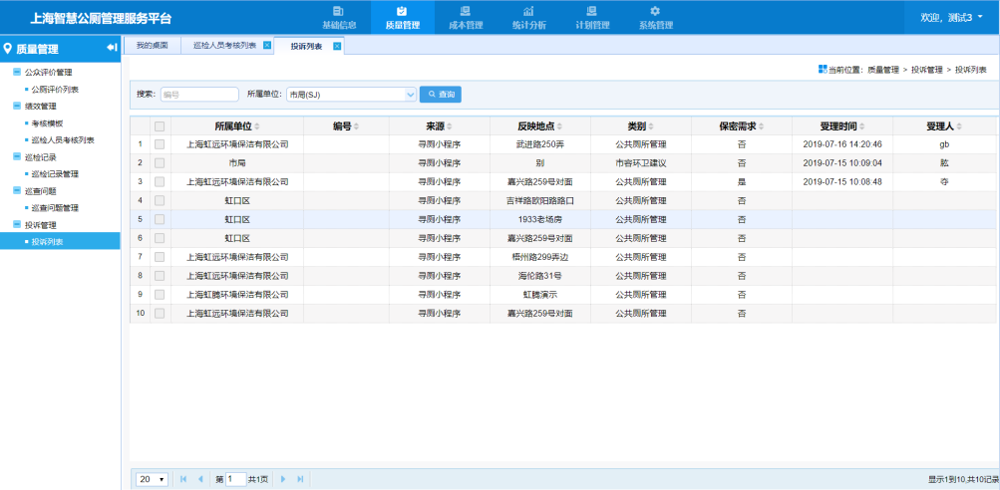 上海智慧公厕管理服务平台
基础信息 质量管理 成本管理 统计分析 计划管理 系统管理
欢迎, 测试3
质量管理
我的桌面 巡检人员考核列表 投诉列表
公众评价管理
公厕评价列表
绩效管理
考核模板
巡检人员考核列表
巡检记录
巡检记录管理
巡查问题
巡查问题管理
投诉管理
投诉列表
当前位置: 质量管理 > 投诉管理 > 投诉列表
搜索: 编号 所属单位: 市局(SJ) 查询
所属单位 编号 来源 反映地点 类别 保密需求 受理时间 受理人
1 上海虹远环境保洁有限公司 寻厕小程序 武进路250弄 公共厕所管理 否 2019-07-16 14:20:46 gb
2 市局 寻厕小程序 别 市容环卫建议 否 2019-07-15 10:09:04 肱
3 上海虹远环境保洁有限公司 寻厕小程序 嘉兴路259号对面 公共厕所管理 是 2019-07-15 10:08:48 夺
4 虹口区 寻厕小程序 吉祥路欧阳路路口 公共厕所管理 否
5 虹口区 寻厕小程序 1933老场房 公共厕所管理 否
6 虹口区 寻厕小程序 嘉兴路259号对面 公共厕所管理 否
7 上海虹远环境保洁有限公司 寻厕小程序 梧州路299弄边 公共厕所管理 否
8 上海虹远环境保洁有限公司 寻厕小程序 海伦路31号 公共厕所管理 否
9 上海虹腾环境保洁有限公司 寻厕小程序 虹腾演示 公共厕所管理 否
10 上海虹远环境保洁有限公司 寻厕小程序 嘉兴路259号对面 公共厕所管理 否
20 第 1 共1页
显示1到10,共10记录